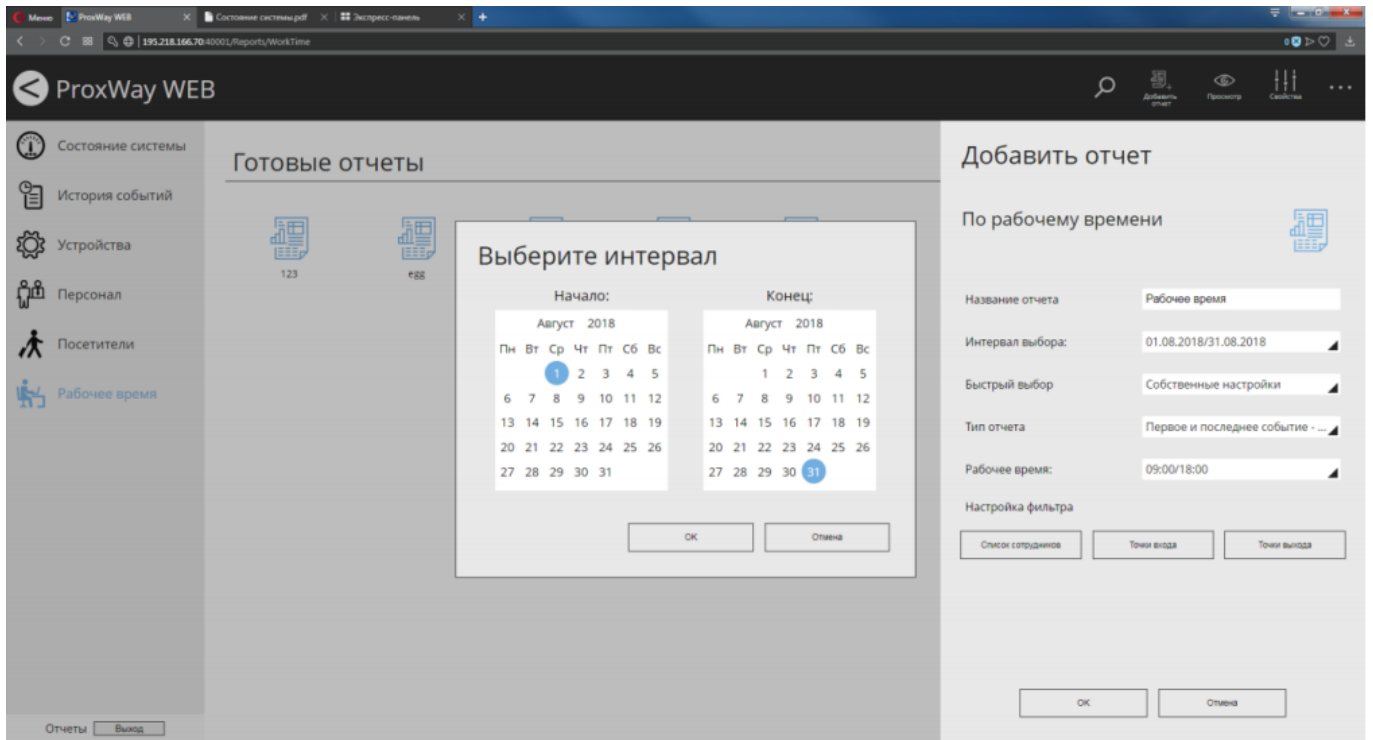 Меню
ProxWay WEB
Состояние системы.pdf
Экспресс-панель
195.218.166.70:40001/Reports/WorkTime
0
ProxWay WEB
Добавить отчет
Просмотр
Свойства
Состояние системы
История событий
Устройства
Персонал
Посетители
Рабочее время
Отчеты
Выход
Готовые отчеты
123
egg
Выберите интервал
Начало:
Август 2018
Пн Вт Ср Чт Пт Сб Вс
1 2 3 4 5
6 7 8 9 10 11 12
13 14 15 16 17 18 19
20 21 22 23 24 25 26
27 28 29 30 31
Конец:
Август 2018
Пн Вт Ср Чт Пт Сб Вс
1 2 3 4 5
6 7 8 9 10 11 12
13 14 15 16 17 18 19
20 21 22 23 24 25 26
27 28 29 30 31
OK
Отмена
Добавить отчет
По рабочему времени
Название отчета
Рабочее время
Интервал выбора:
01.08.2018/31.08.2018
Быстрый выбор
Собственные настройки
Тип отчета
Первое и последнее событие - ...
Рабочее время:
09:00/18:00
Настройка фильтра
Список сотрудников
Точки входа
Точки выхода
OK
Отмена